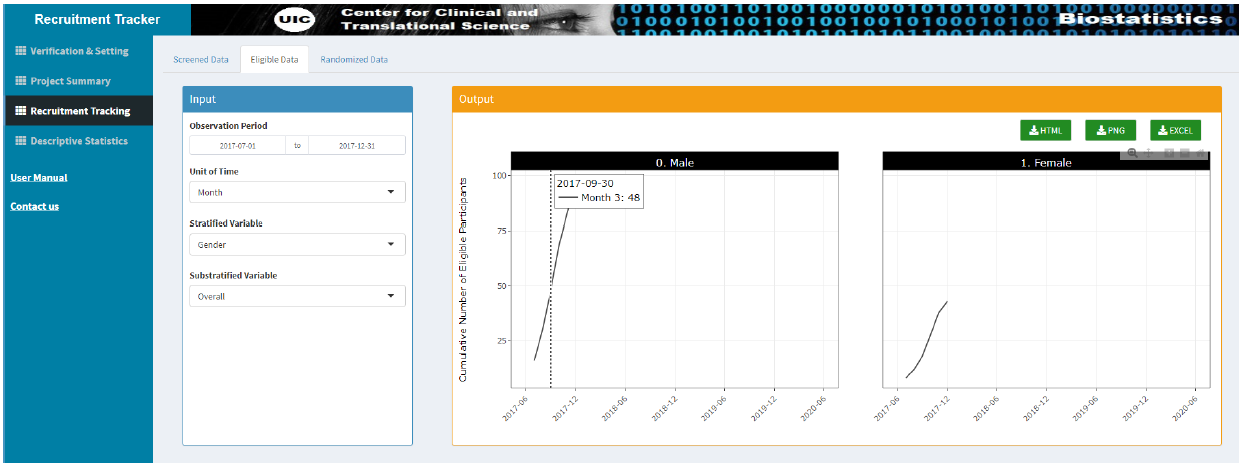 Recruitment Tracker
UIC
Center for Clinical and
Translational Science
Biostatistics
Verification & Setting
Project Summary
Recruitment Tracking
Descriptive Statistics
User Manual
Contact us
Screened Data
Eligible Data
Randomized Data
Input
Observation Period
2017-07-01 to 2017-12-31
Unit of Time
Month
Stratified Variable
Gender
Substratified Variable
Overall
Output
HTML PNG EXCEL
0. Male
1. Female
Cumulative Number of Eligible Participants
100
75
50
25
2017-09-30
Month 3: 48
2017-06 2017-12 2018-06 2018-12 2019-06 2019-12 2020-06
2017-06 2017-12 2018-06 2018-12 2019-06 2019-12 2020-06